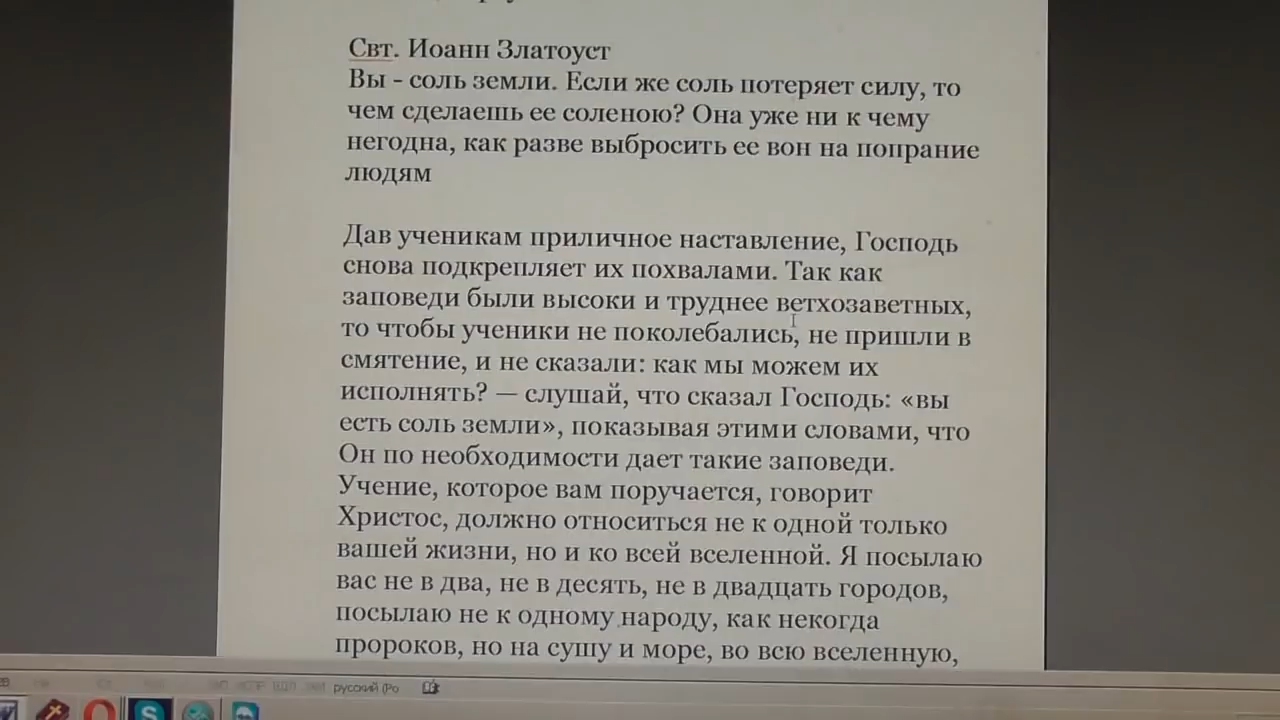 Свт. Иоанн Златоуст
Вы - соль земли. Если же соль потеряет силу, то
чем сделаешь ее соленою? Она уже ни к чему
негодна, как разве выбросить ее вон на попрание
людям
Дав ученикам приличное наставление, Господь
снова подкрепляет их похвалами. Так как
заповеди были высоки и труднее ветхозаветных,
то чтобы ученики не поколебались, не пришли в
смятение, и не сказали: как мы можем их
исполнять? — слушай, что сказал Господь: «вы
есть соль земли», показывая этими словами, что
Он по необходимости дает такие заповеди.
Учение, которое вам поручается, говорит
Христос, должно относиться не к одной только
вашей жизни, но и ко всей вселенной. Я посылаю
вас не в два, не в десять, не в двадцать городов,
посылаю не к одному народу, как некогда
пророков, но на сушу и море, во всю вселенную,
русский (Ро